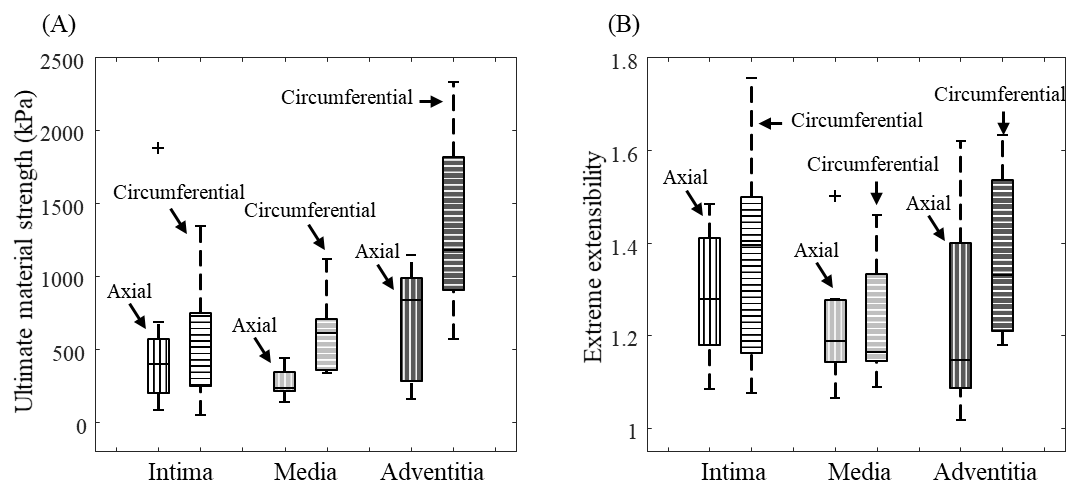 (A)
Ultimate material strength (kPa)
2500
2000
1500
1000
500
0
Circumferential
Circumferential
Circumferential
Axial
Axial
Axial
Intima
Media
Adventitia
(B)
Extreme extensibility
1.8
1.6
1.4
1.2
1
Circumferential
Circumferential
Circumferential
Axial
Axial
Axial
Intima
Media
Adventitia